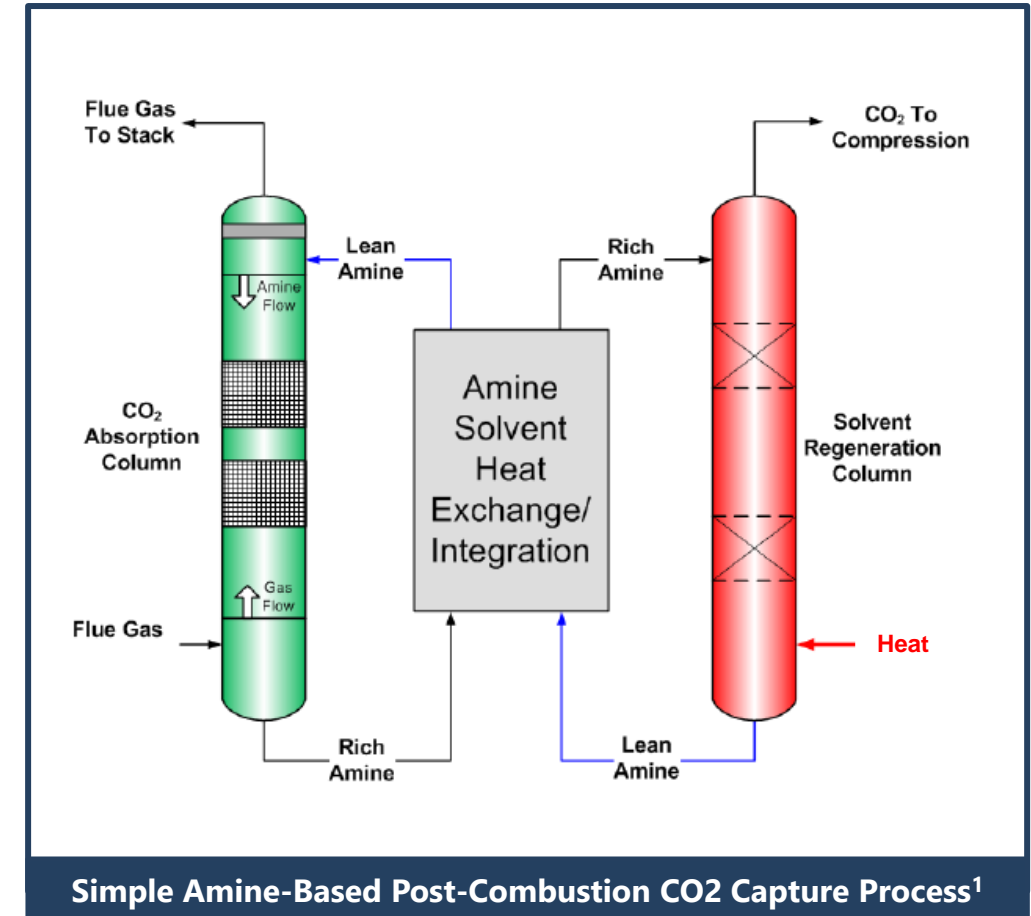 Flue Gas
To Stack
CO₂ To
Compression
Lean
Amine
Rich
Amine
Amine
Flow
Amine
Solvent
Heat
Exchange/
Integration
CO₂
Absorption
Column
Solvent
Regeneration
Column
Gas
Flow
Flue Gas
Heat
Rich
Amine
Lean
Amine
Simple Amine-Based Post-Combustion CO2 Capture Process¹